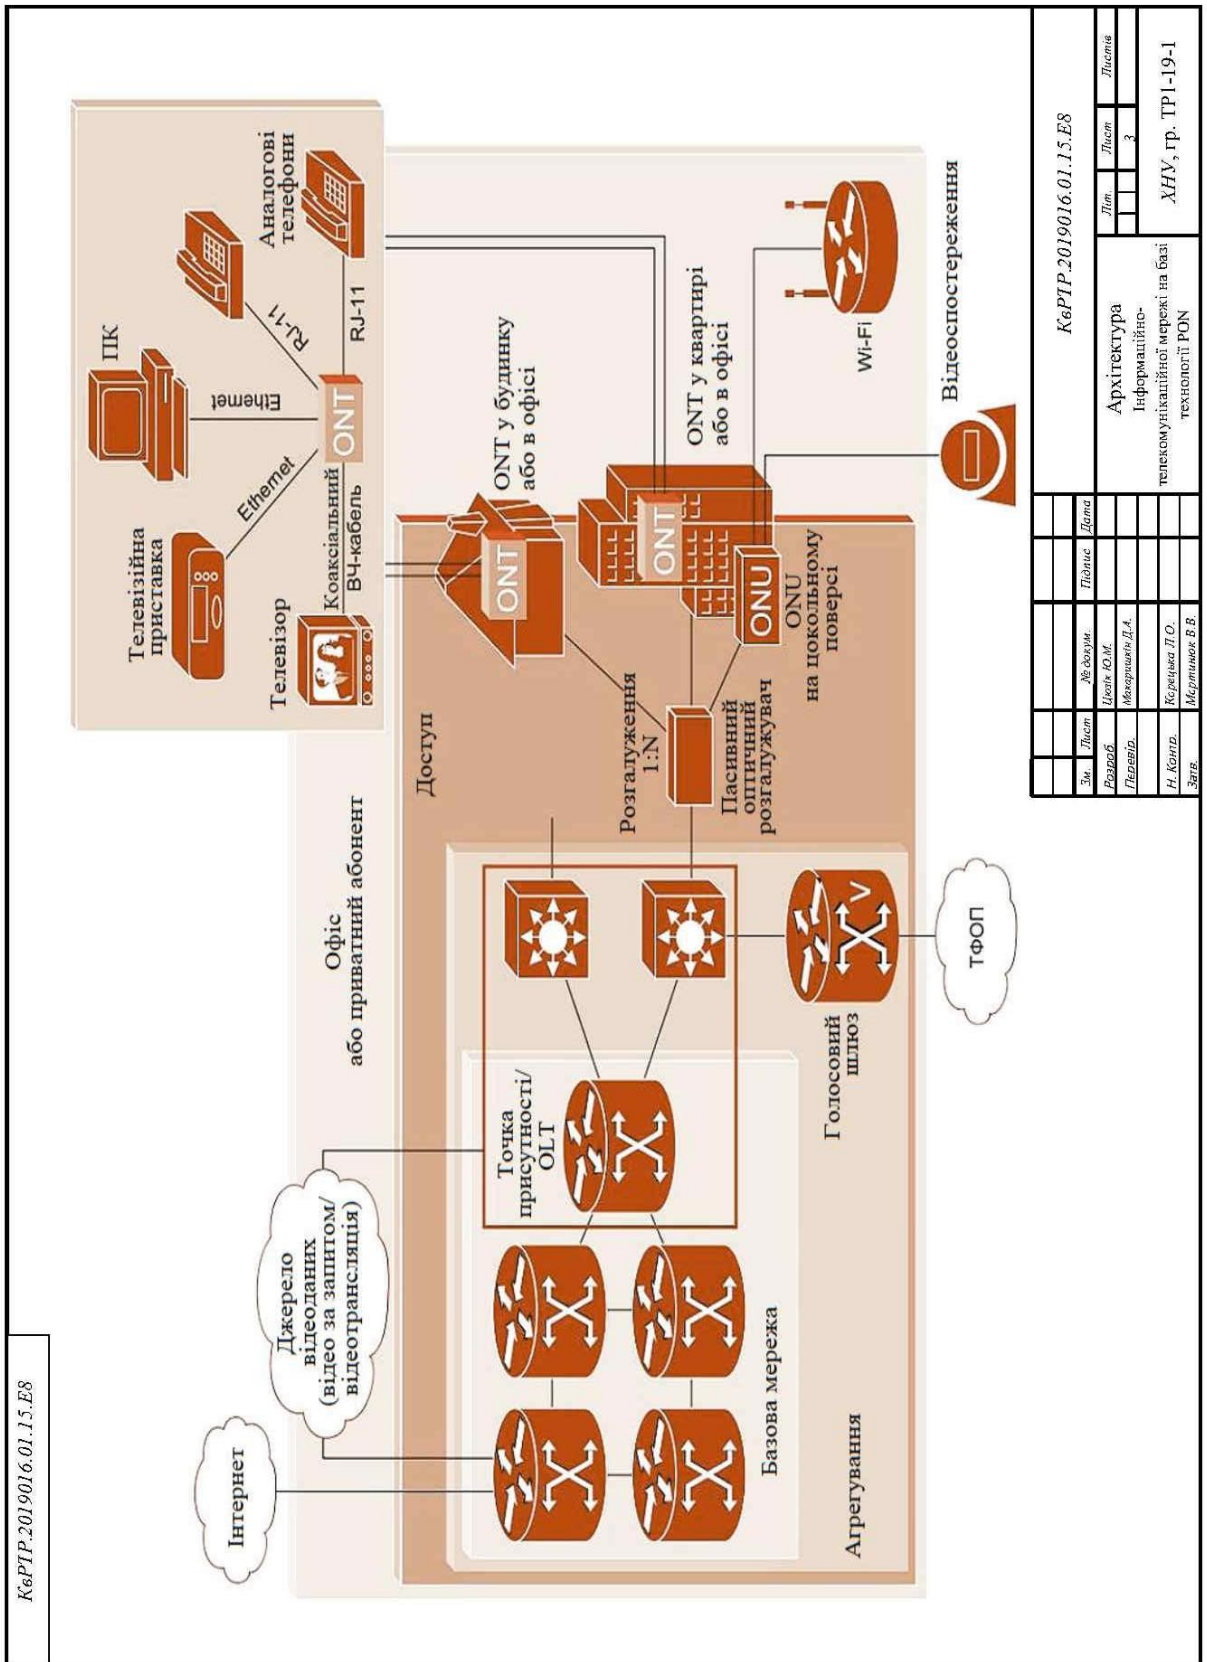 КвРТР.2019016.01.15.Е8
Інтернет
Джерело
відеоданих
(відео за запитом/
відеотрансляція)
Офіс
або приватний абонент
Телевізійна
приставка
ПК
Аналогові
телефони
Ethernet
Ethernet
RJ-11
RJ-11
ONT
Телевізор
Коаксіальний
ВЧ-кабель
Доступ
ONT у будинку
або в офісі
ONT
Точка
присутності/
OLT
Розгалуження
1:N
Пасивний
оптичний
розгалужувач
ONT
ONU
ONU
на цокольному
поверсі
ONT у квартирі
або в офісі
Wi-Fi
Відеоспостереження
Базова мережа
Агрегування
Голосовий
шлюз
V
ТФОП
КвРТР.2019016.01.15.Е8
Зм. Лист № докум. Підпис Дата
Розроб. Цюзік Ю.М.
Перевір. Макаришкін Д.А.
Н. Контр. Корецька Л.О.
Затв. Мартинюк В.В.
Архітектура
Інформаційно-
телекомунікаційної мережі на базі
технології PON
Літ. Лист Листів
3
ХНУ, гр. ТР1-19-1